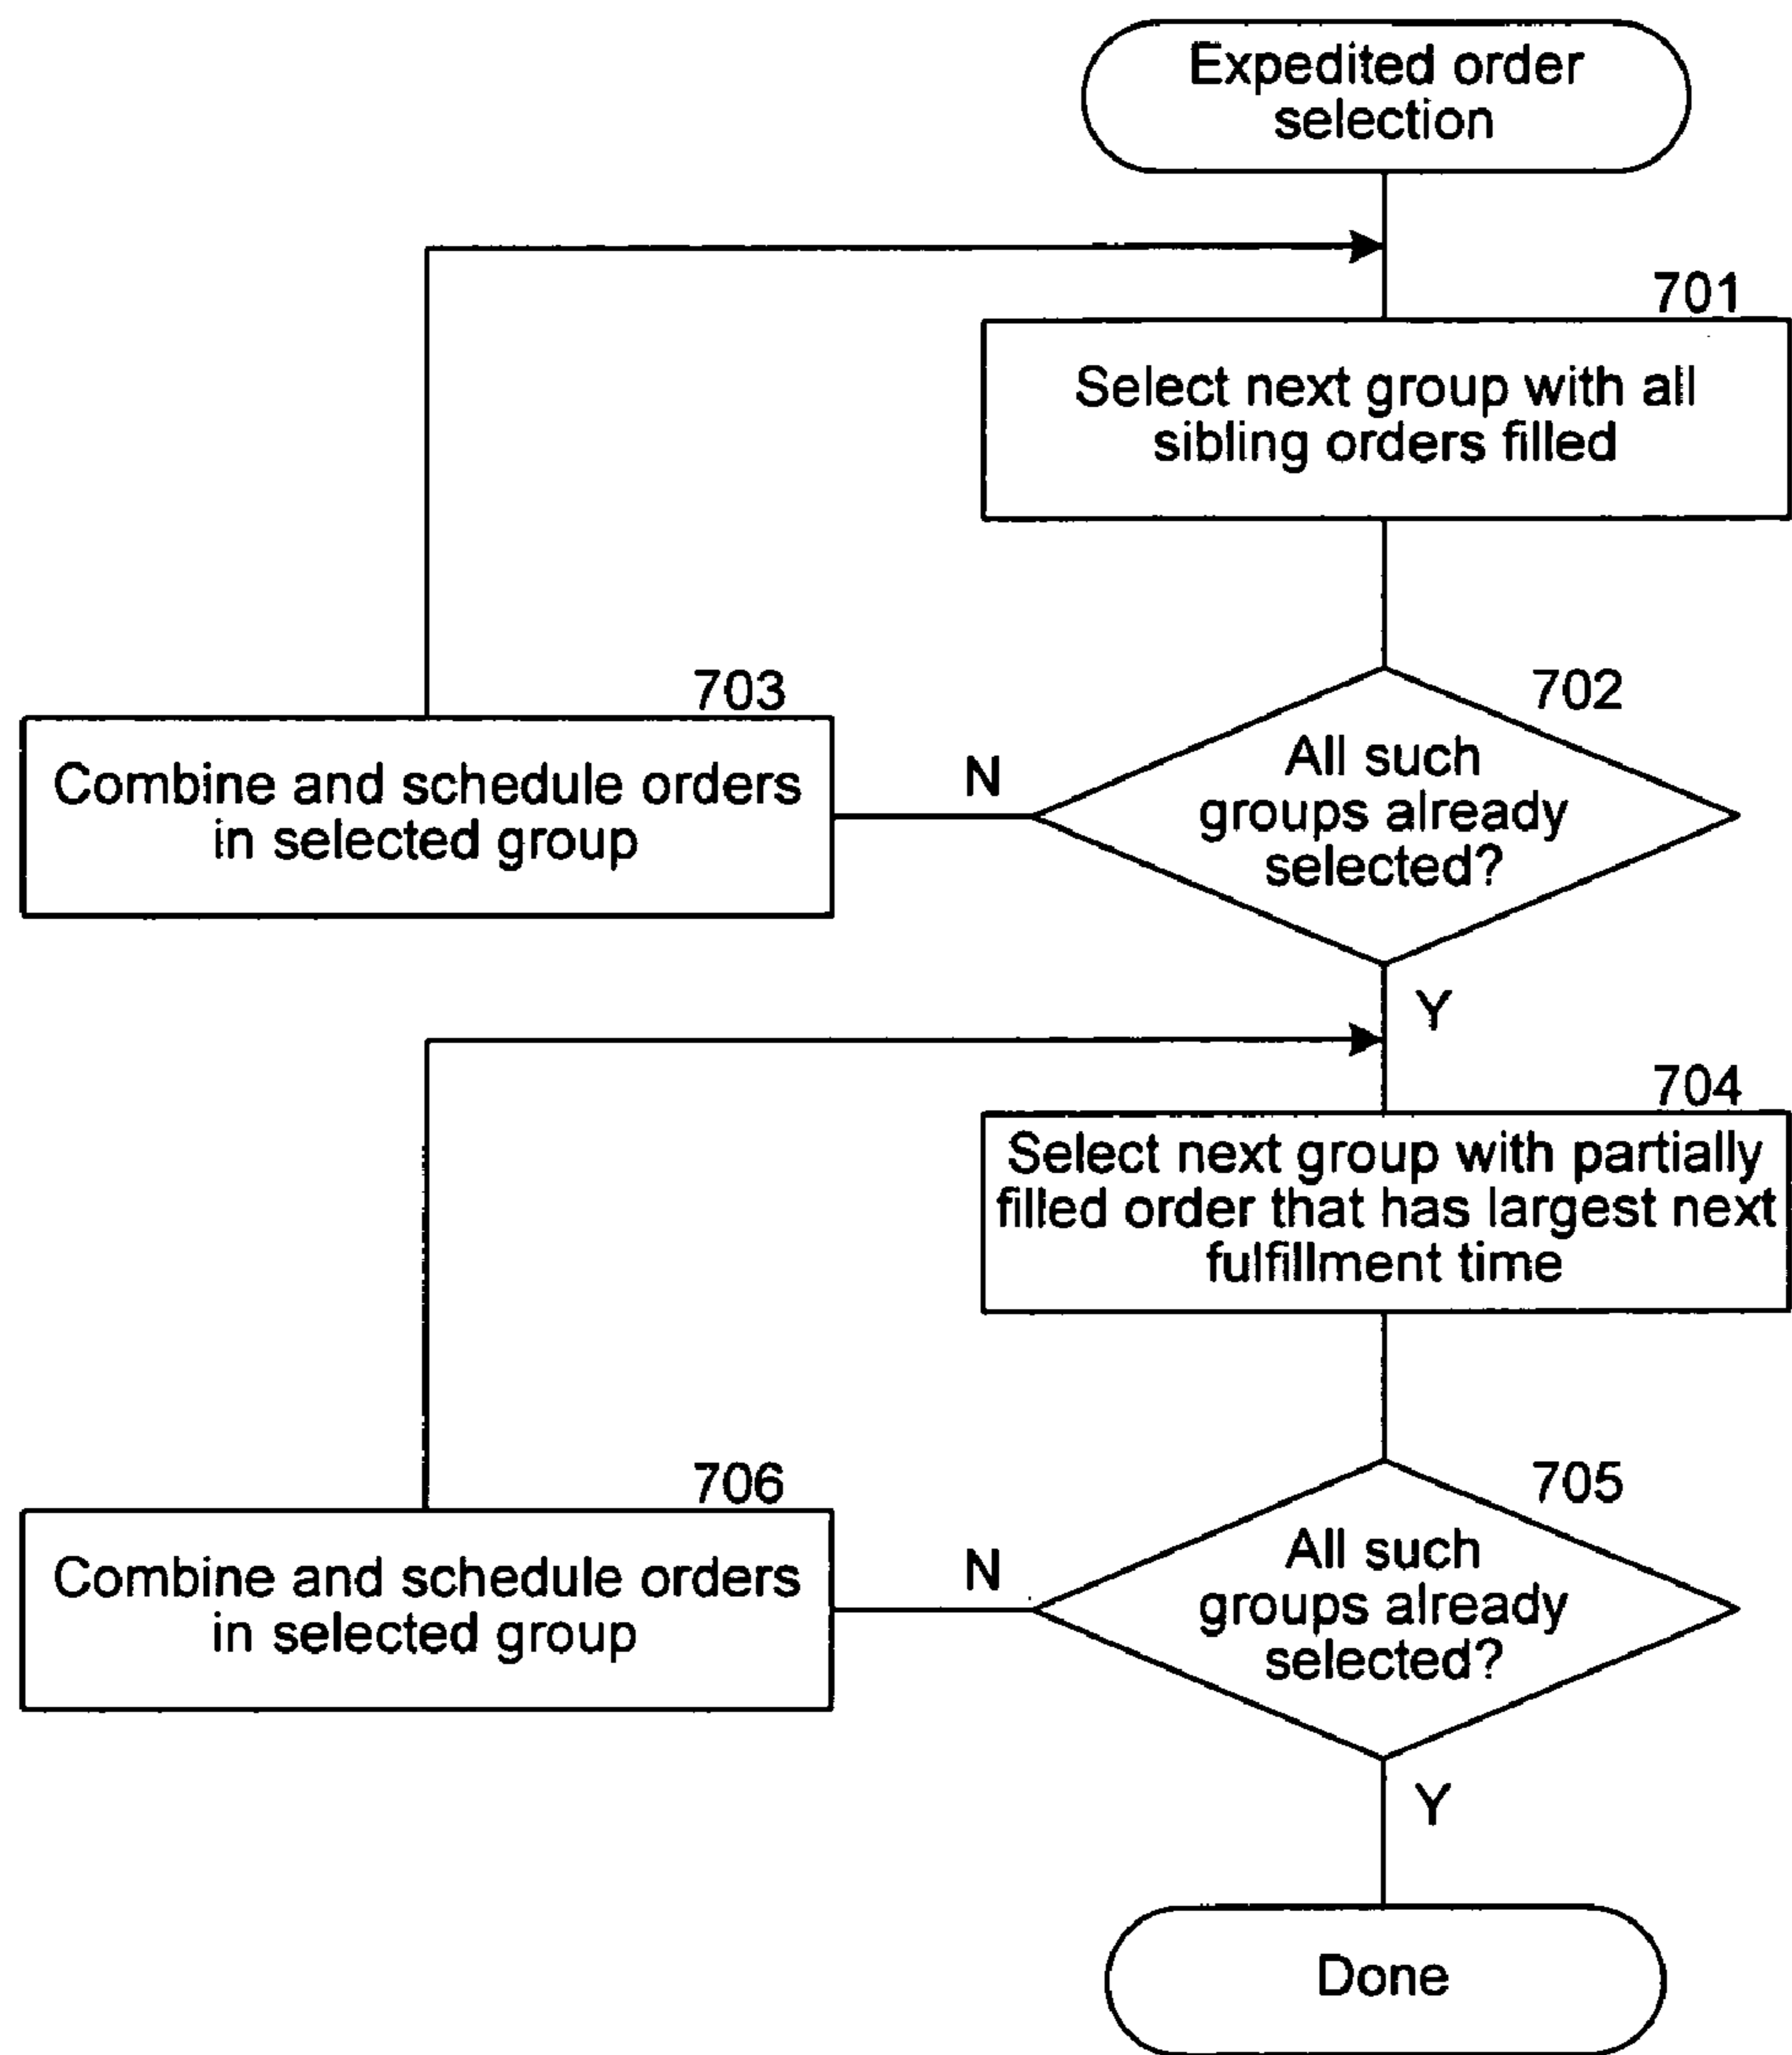 Expedited order
selection
701
Select next group with all
sibling orders filled
702
All such
groups already
selected?
703
Combine and schedule orders
in selected group
N
Y
704
Select next group with partially
filled order that has largest next
fulfillment time
705
All such
groups already
selected?
706
Combine and schedule orders
in selected group
N
Y
Done